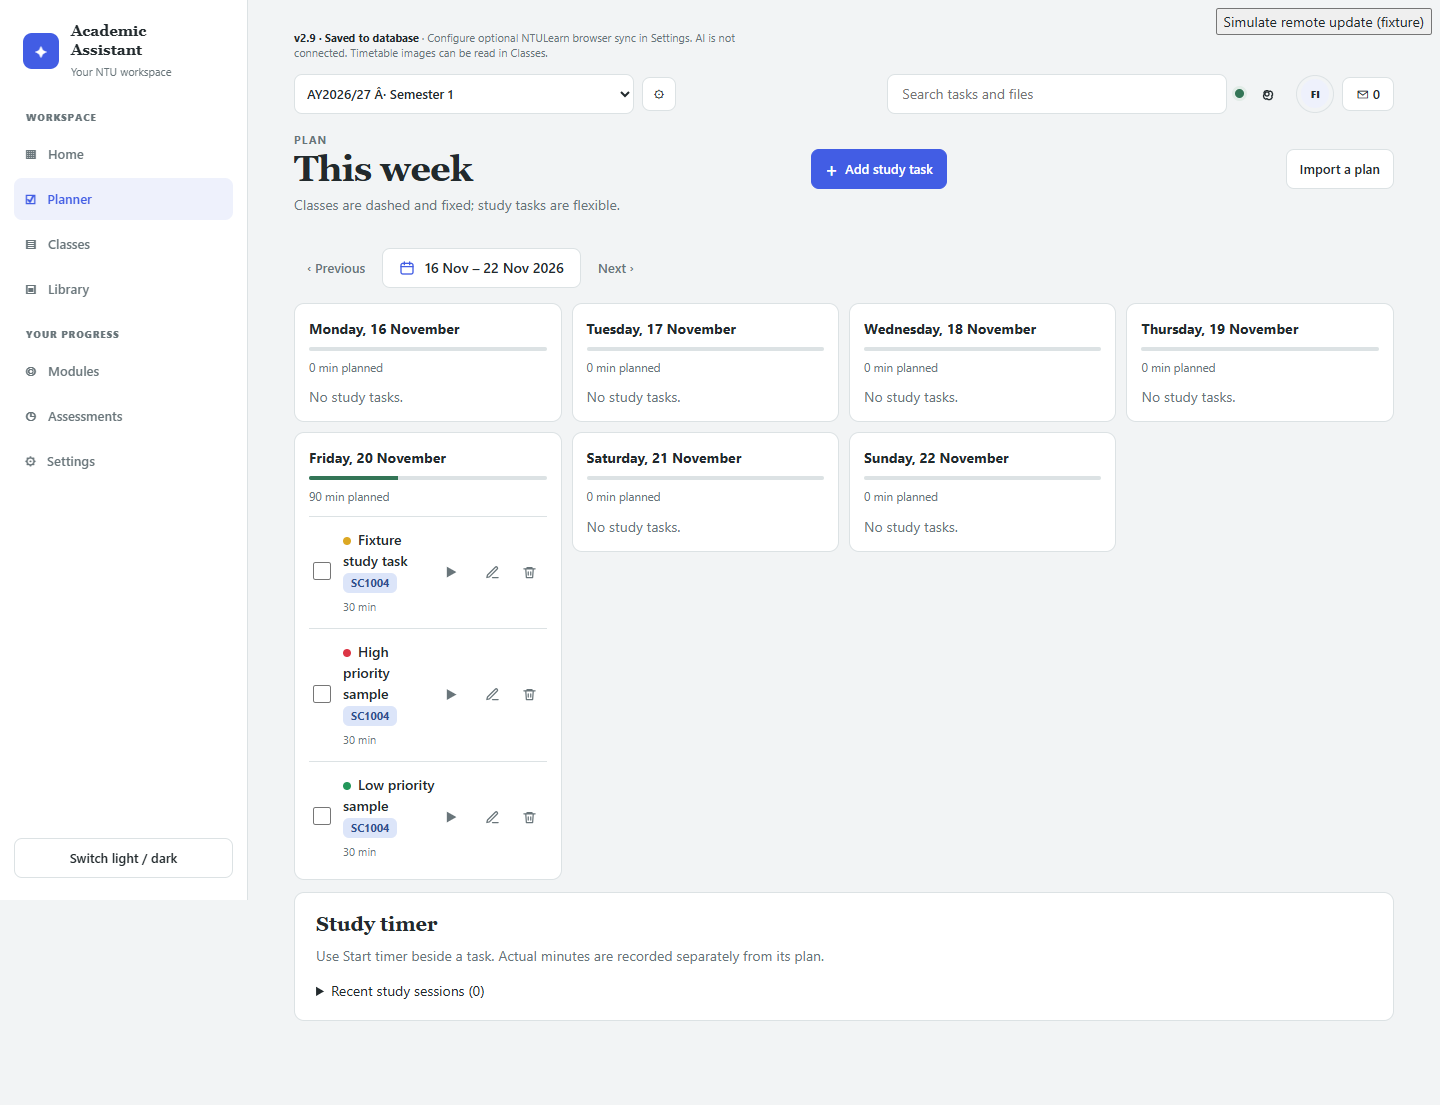 Academic
Assistant
Your NTU workspace
WORKSPACE
Home
Planner
Classes
Library
YOUR PROGRESS
Modules
Assessments
Settings
Switch light / dark
Simulate remote update (fixture)
v2.9 · Saved to database · Configure optional NTULearn browser sync in Settings. AI is not
connected. Timetable images can be read in Classes.
AY2026/27 Â· Semester 1
Search tasks and files
FI
0
PLAN
This week
Classes are dashed and fixed; study tasks are flexible.
+ Add study task
Import a plan
‹ Previous
16 Nov – 22 Nov 2026
Next ›
Monday, 16 November
0 min planned
No study tasks.
Tuesday, 17 November
0 min planned
No study tasks.
Wednesday, 18 November
0 min planned
No study tasks.
Thursday, 19 November
0 min planned
No study tasks.
Friday, 20 November
90 min planned
Fixture
study task
SC1004
30 min
High
priority
sample
SC1004
30 min
Low priority
sample
SC1004
30 min
Saturday, 21 November
0 min planned
No study tasks.
Sunday, 22 November
0 min planned
No study tasks.
Study timer
Use Start timer beside a task. Actual minutes are recorded separately from its plan.
Recent study sessions (0)